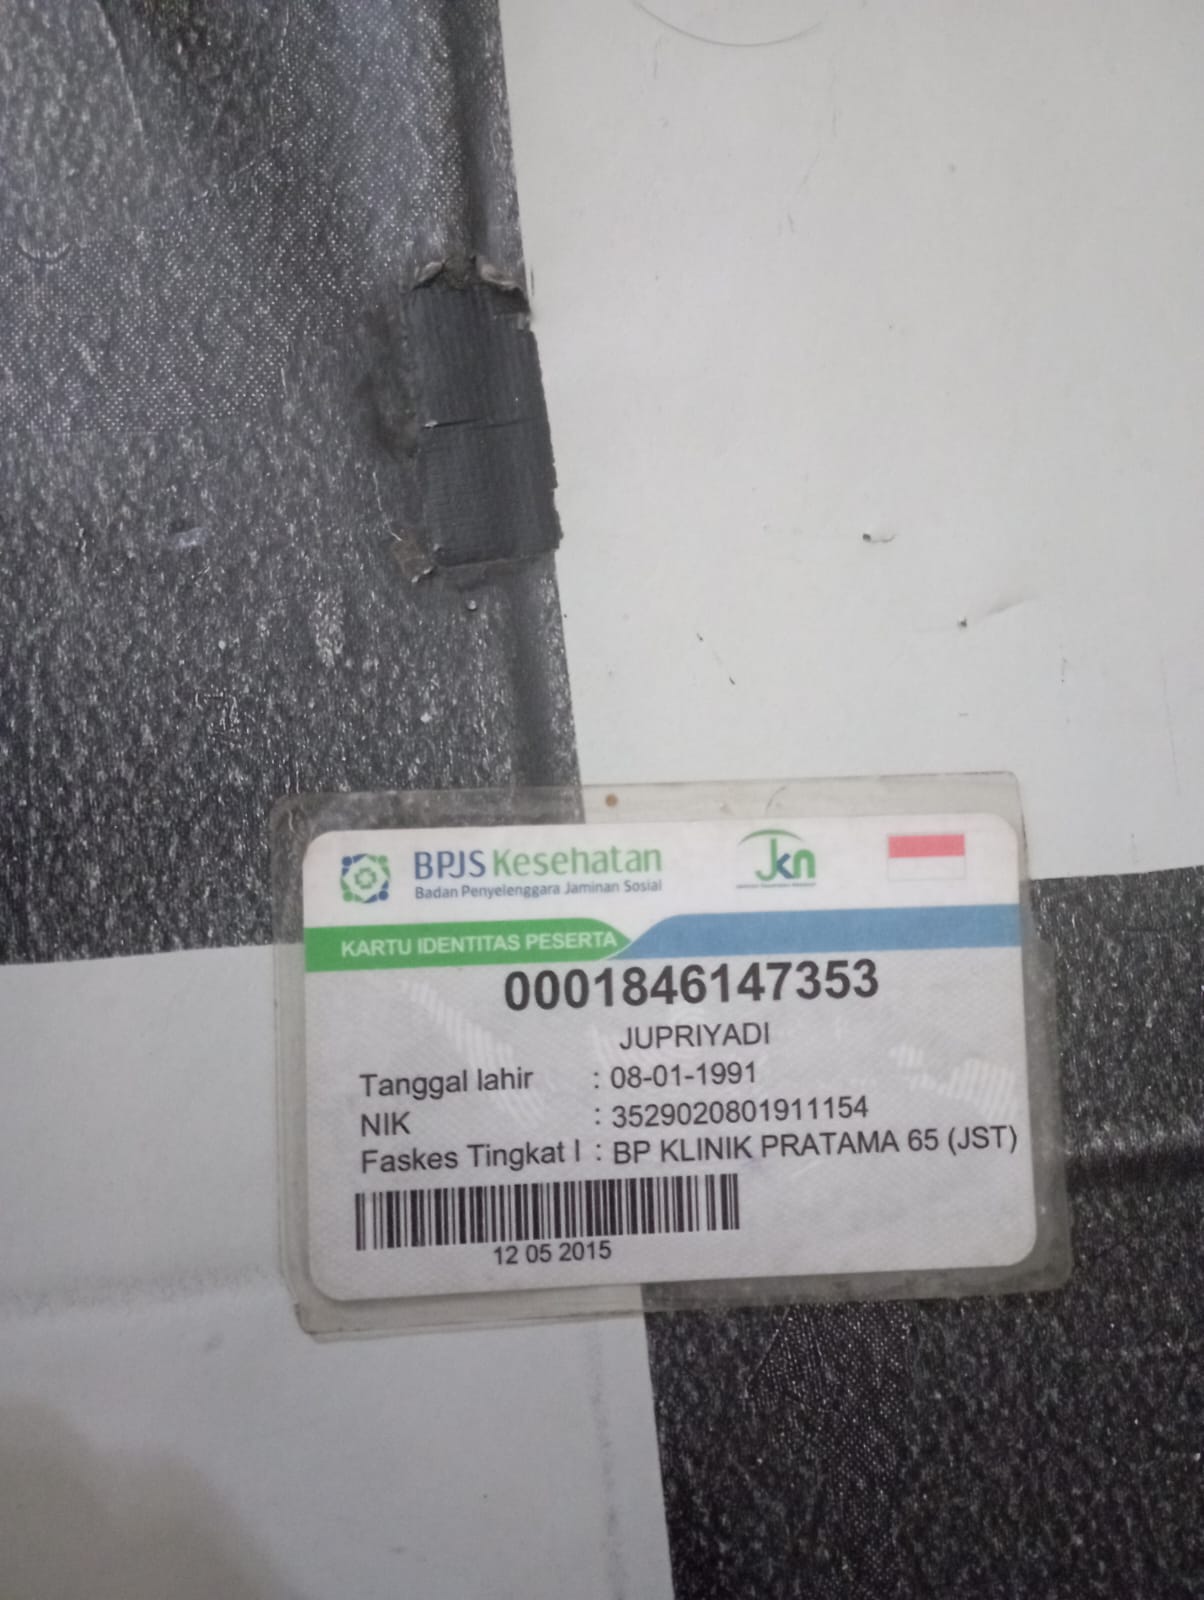 BPJS Kesehatan
Badan Penyelenggara Jaminan Sosial
Jkn
KARTU IDENTITAS PESERTA
0001846147353
JUPRIYADI
Tanggal lahir : 08-01-1991
NIK : 3529020801911154
Faskes Tingkat I : BP KLINIK PRATAMA 65 (JST)
12 05 2015